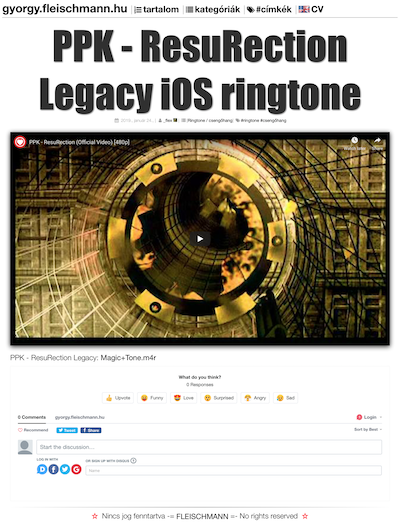 gyorgy.fleischmann.hu | tartalom | kategóriák | #címkék | CV
PPK - ResuRection
Legacy iOS ringtone
_fles | Ringtone / csengőhang; #ringtone #csengőhang
PPK - ResuRection (Official Video) [480p]
Watch later Share
PPK - ResuRection Legacy: Magic+Tone.m4r
What do you think?
0 Responses
Upvote Funny Love Surprised Angry Sad
0 Comments gyorgy.fleischmann.hu Login
Recommend Tweet Share Sort by Best
Start the discussion...
LOG IN WITH
OR SIGN UP WITH DISQUS ?
Name
Nincs jog fenntartva -= FLEISCHMANN =- No rights reserved